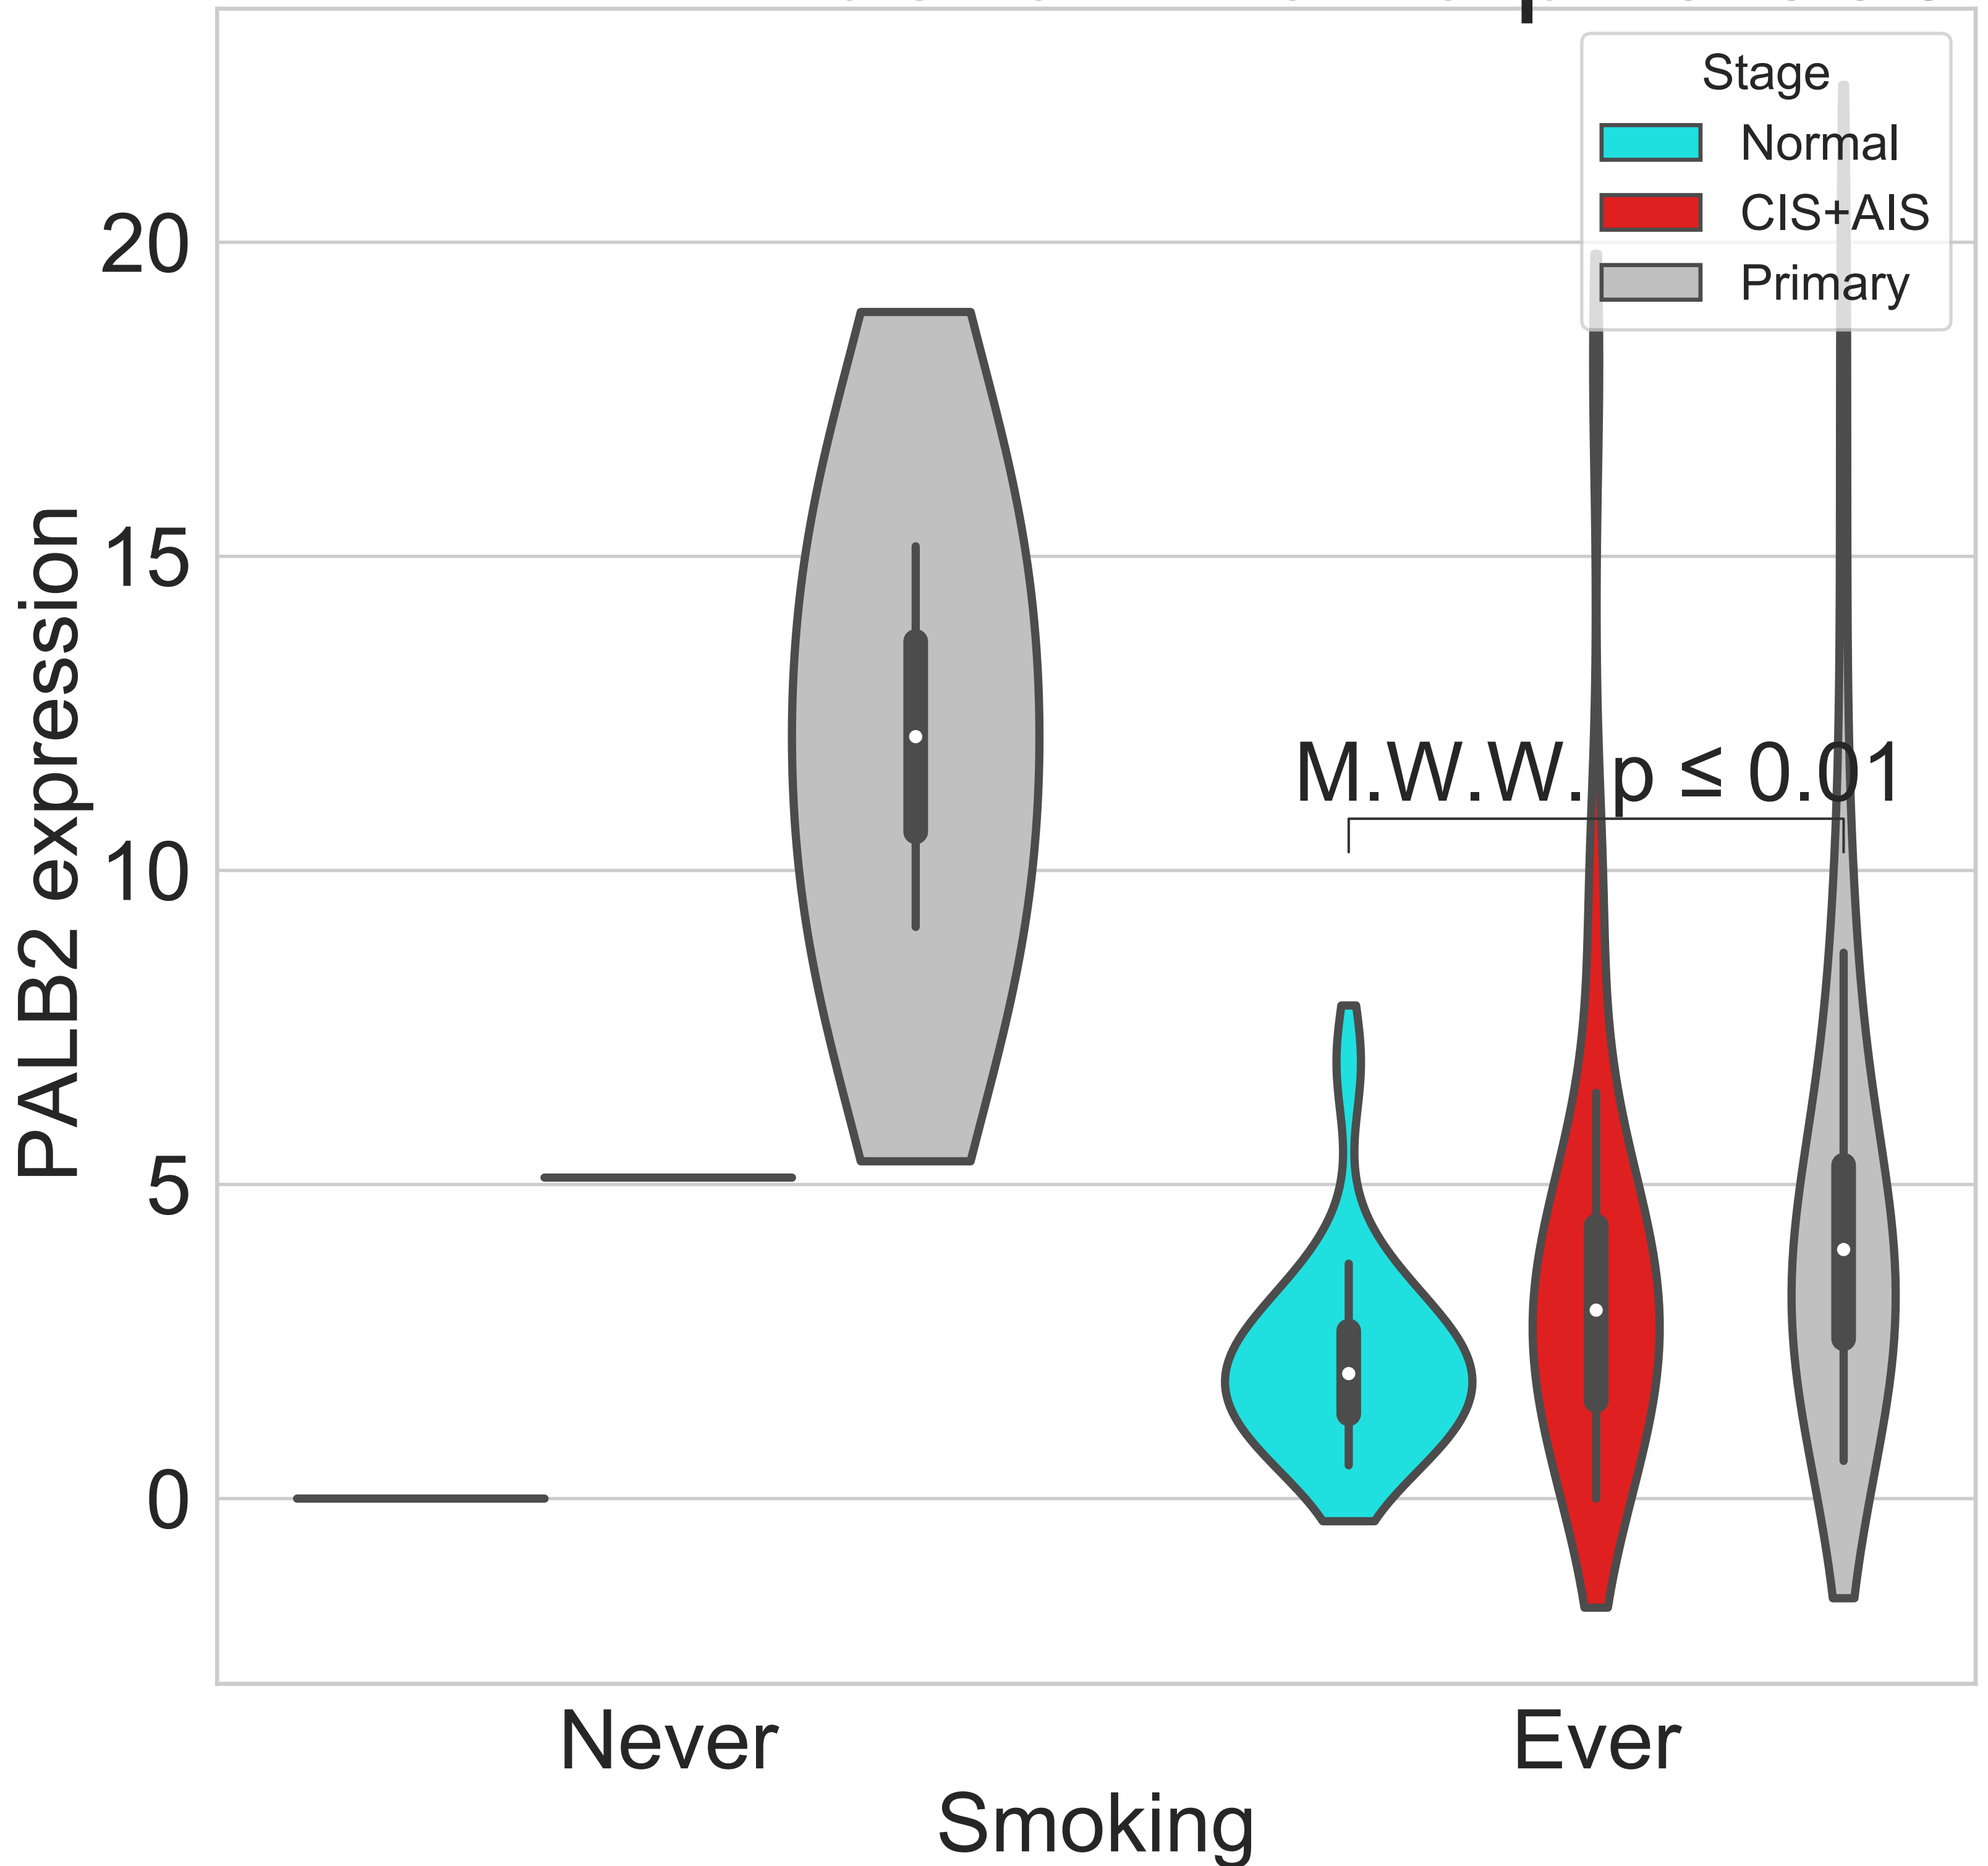 Stage
Normal
CIS+AIS
Primary
20
15
10
5
0
PALB2 expression
M.W.W. p ≤ 0.01
Never
Ever
Smoking